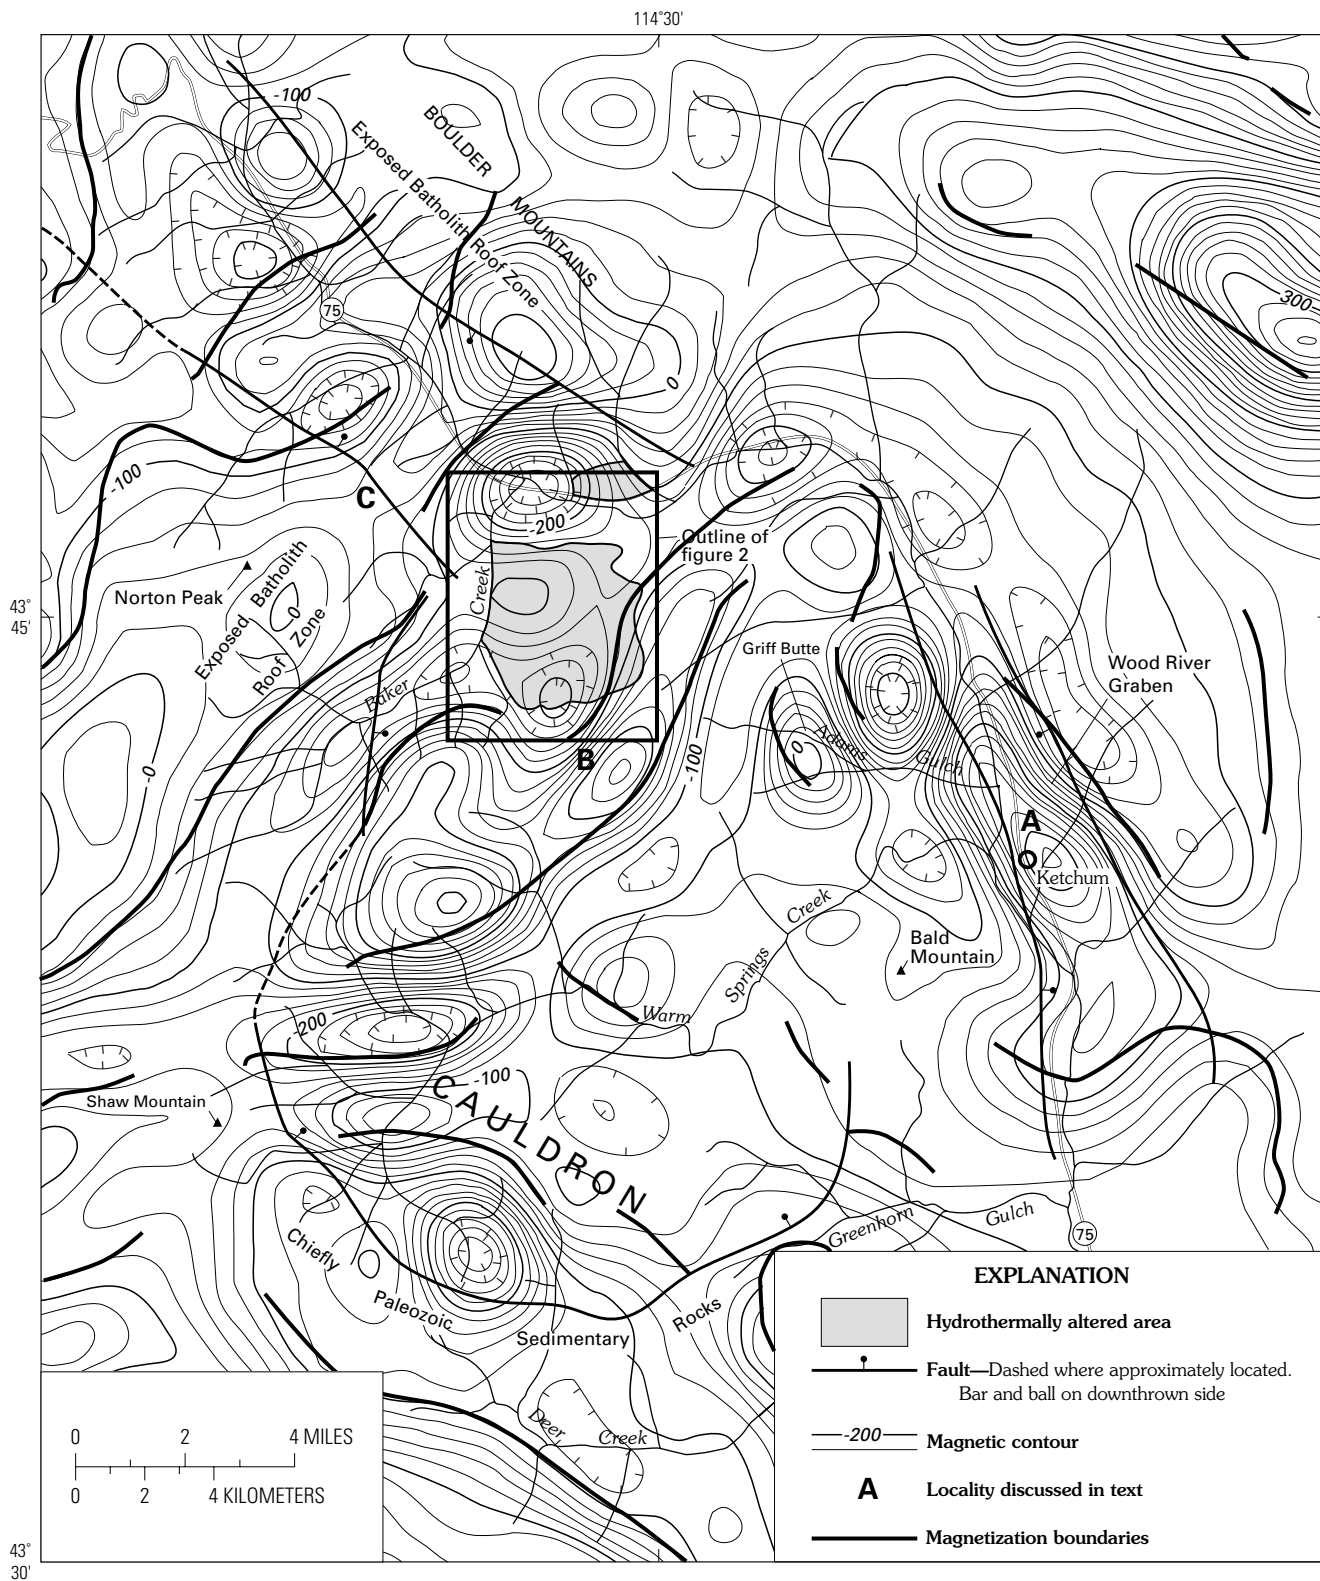 114°30'
-100
BOULDER
MOUNTAINS
Exposed Batholith Roof Zone
75
300
0
-100
C
-200
Outline of
figure 2
Creek
Norton Peak
Exposed Batholith
Roof Zone
0
43°
45'
Baker
B
-100
Griff Butte
0
Adams
Gulch
Wood River
Graben
-0
A
Ketchum
Creek
Springs
Warm
Bald
Mountain
-200
-100
CAULDRON
Shaw Mountain
Chiefly
Paleozoic
Sedimentary
Rocks
Greenhorn
Gulch
75
Deer
Creek
0 2 4 MILES
0 2 4 KILOMETERS
EXPLANATION
Hydrothermally altered area
Fault—Dashed where approximately located.
Bar and ball on downthrown side
-200
Magnetic contour
A
Locality discussed in text
Magnetization boundaries
43°
30'